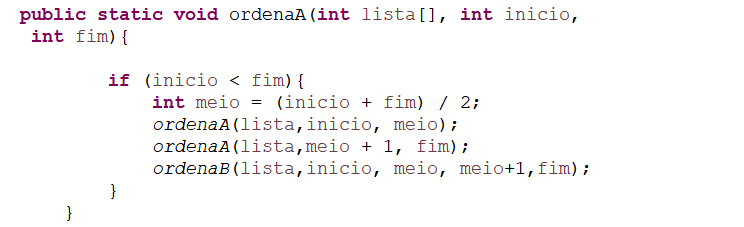 public static void ordenaA(int lista[], int inicio,
int fim){
if (inicio < fim){
int meio = (inicio + fim) / 2;
ordenaA(lista,inicio, meio);
ordenaA(lista,meio + 1, fim);
ordenaB(lista,inicio, meio, meio+1,fim);
}
}